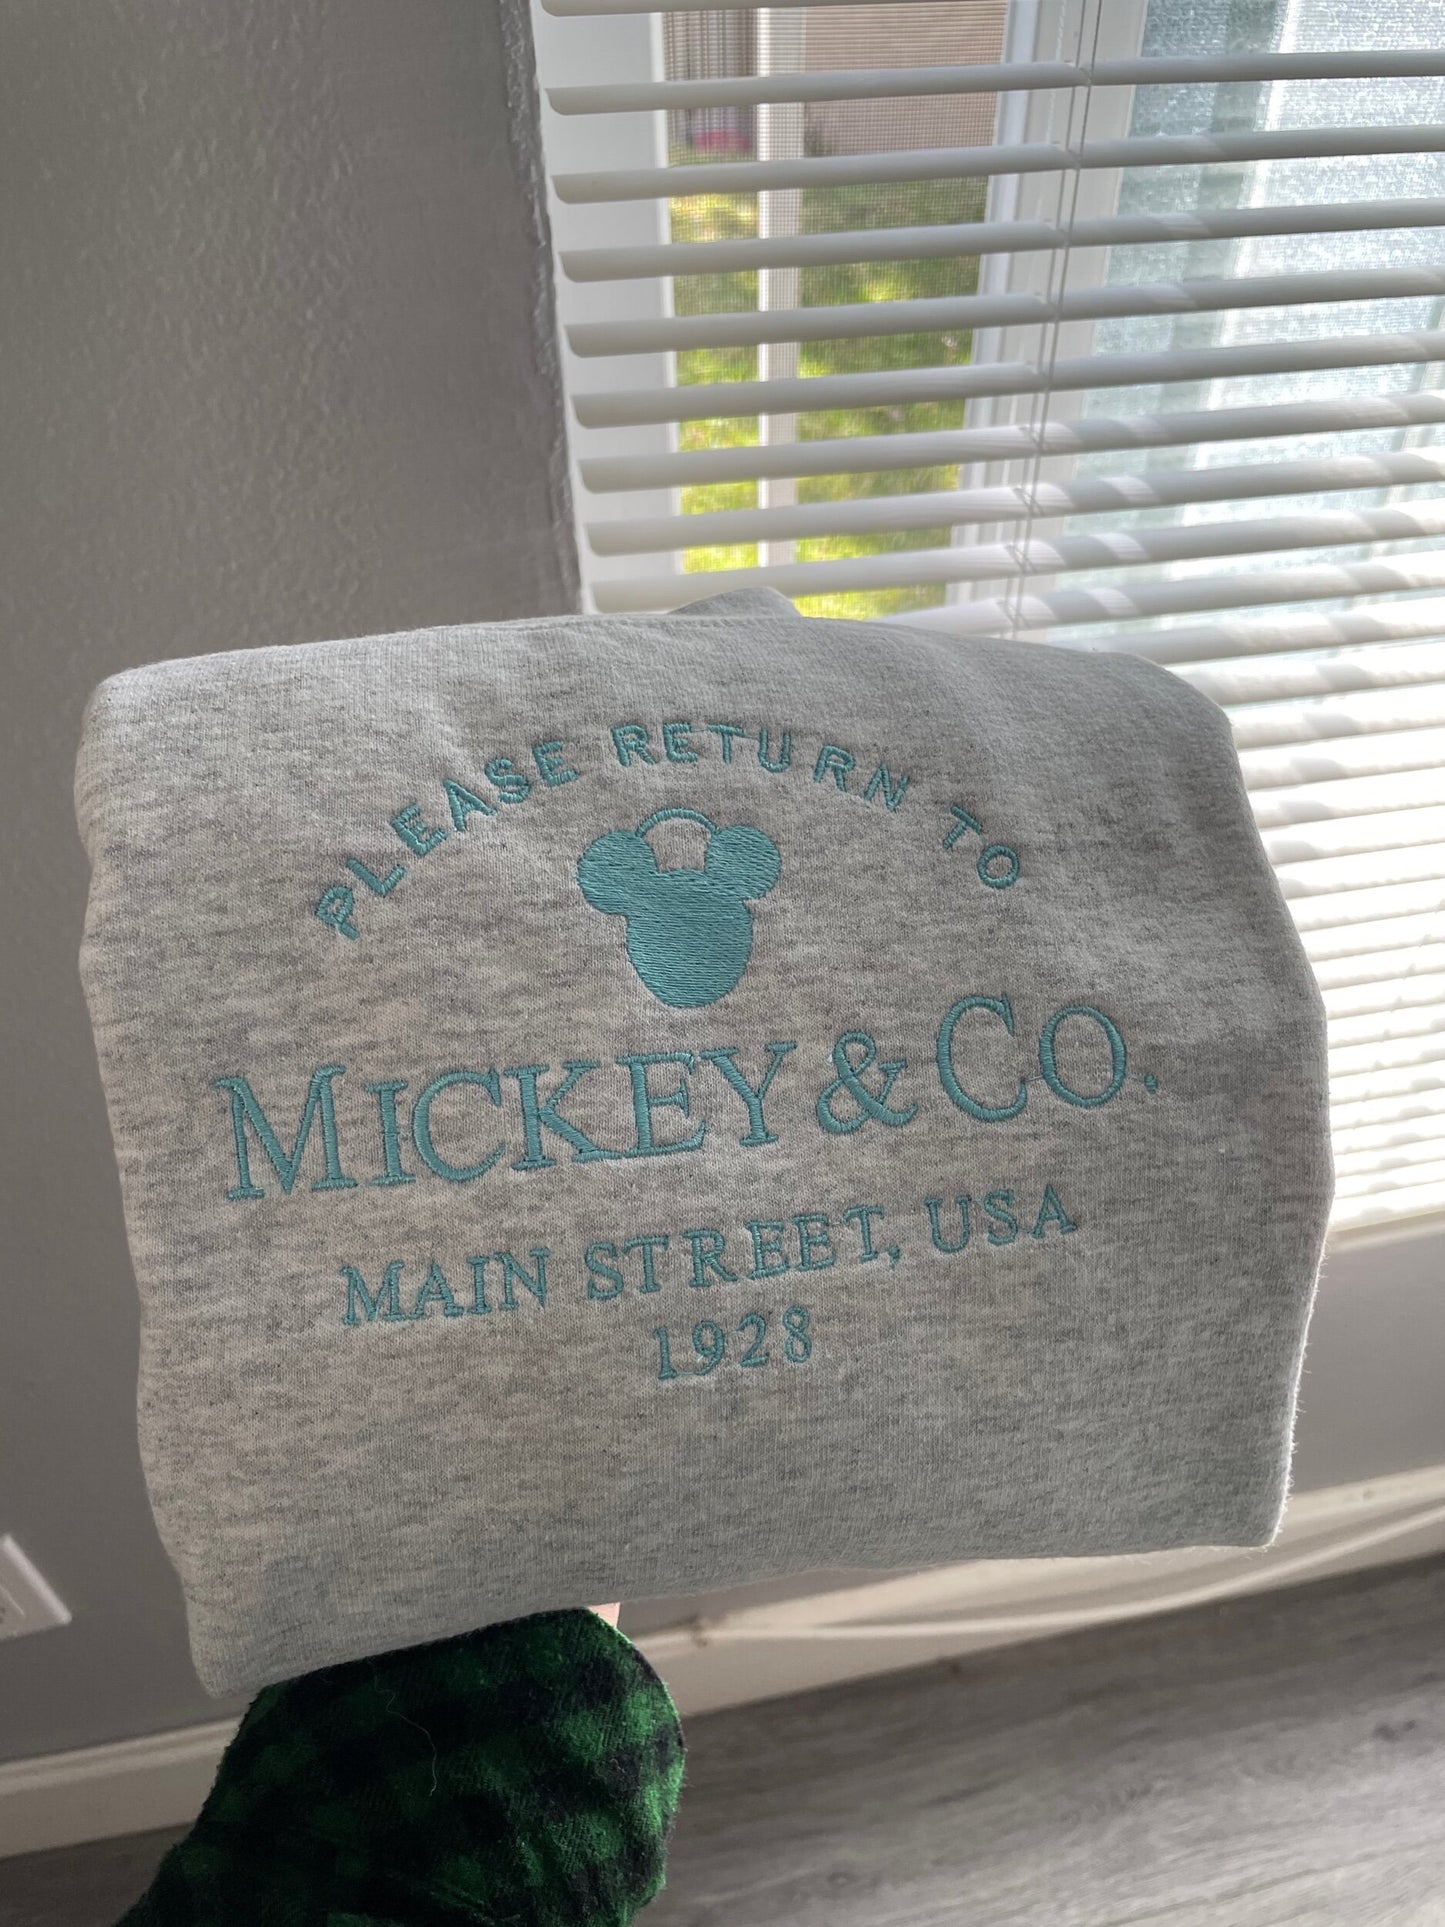 PLEASE RETURN TO
MICKEY & CO.
MAIN STREET, USA
1928